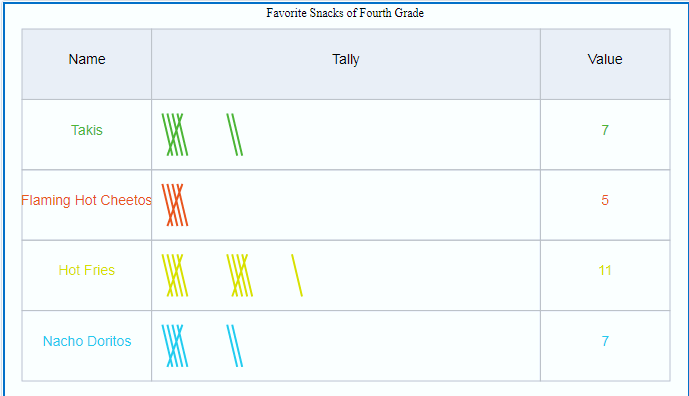 Favorite Snacks of Fourth Grade
Name Tally Value
Takis 7
Flaming Hot Cheetos 5
Hot Fries 11
Nacho Doritos 7